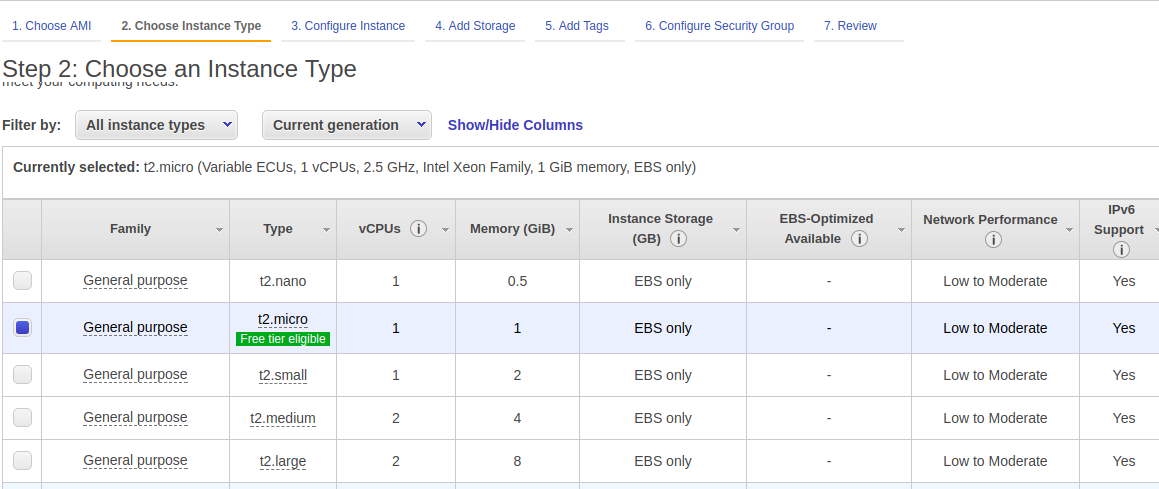 1. Choose AMI 2. Choose Instance Type 3. Configure Instance 4. Add Storage 5. Add Tags 6. Configure Security Group 7. Review
Step 2: Choose an Instance Type
meet your computing needs.
Filter by: All instance types Current generation Show/Hide Columns
Currently selected: t2.micro (Variable ECUs, 1 vCPUs, 2.5 GHz, Intel Xeon Family, 1 GiB memory, EBS only)
Family Type vCPUs i Memory (GiB) Instance Storage (GB) i EBS-Optimized Available i Network Performance i IPv6 Support i
General purpose t2.nano 1 0.5 EBS only - Low to Moderate Yes
General purpose t2.micro 1 1 EBS only - Low to Moderate Yes
Free tier eligible
General purpose t2.small 1 2 EBS only - Low to Moderate Yes
General purpose t2.medium 2 4 EBS only - Low to Moderate Yes
General purpose t2.large 2 8 EBS only - Low to Moderate Yes